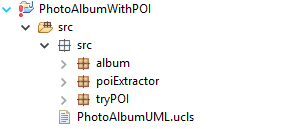 PhotoAlbumWithPOI
src
src
album
poiExtractor
tryPOI
PhotoAlbumUML.ucls